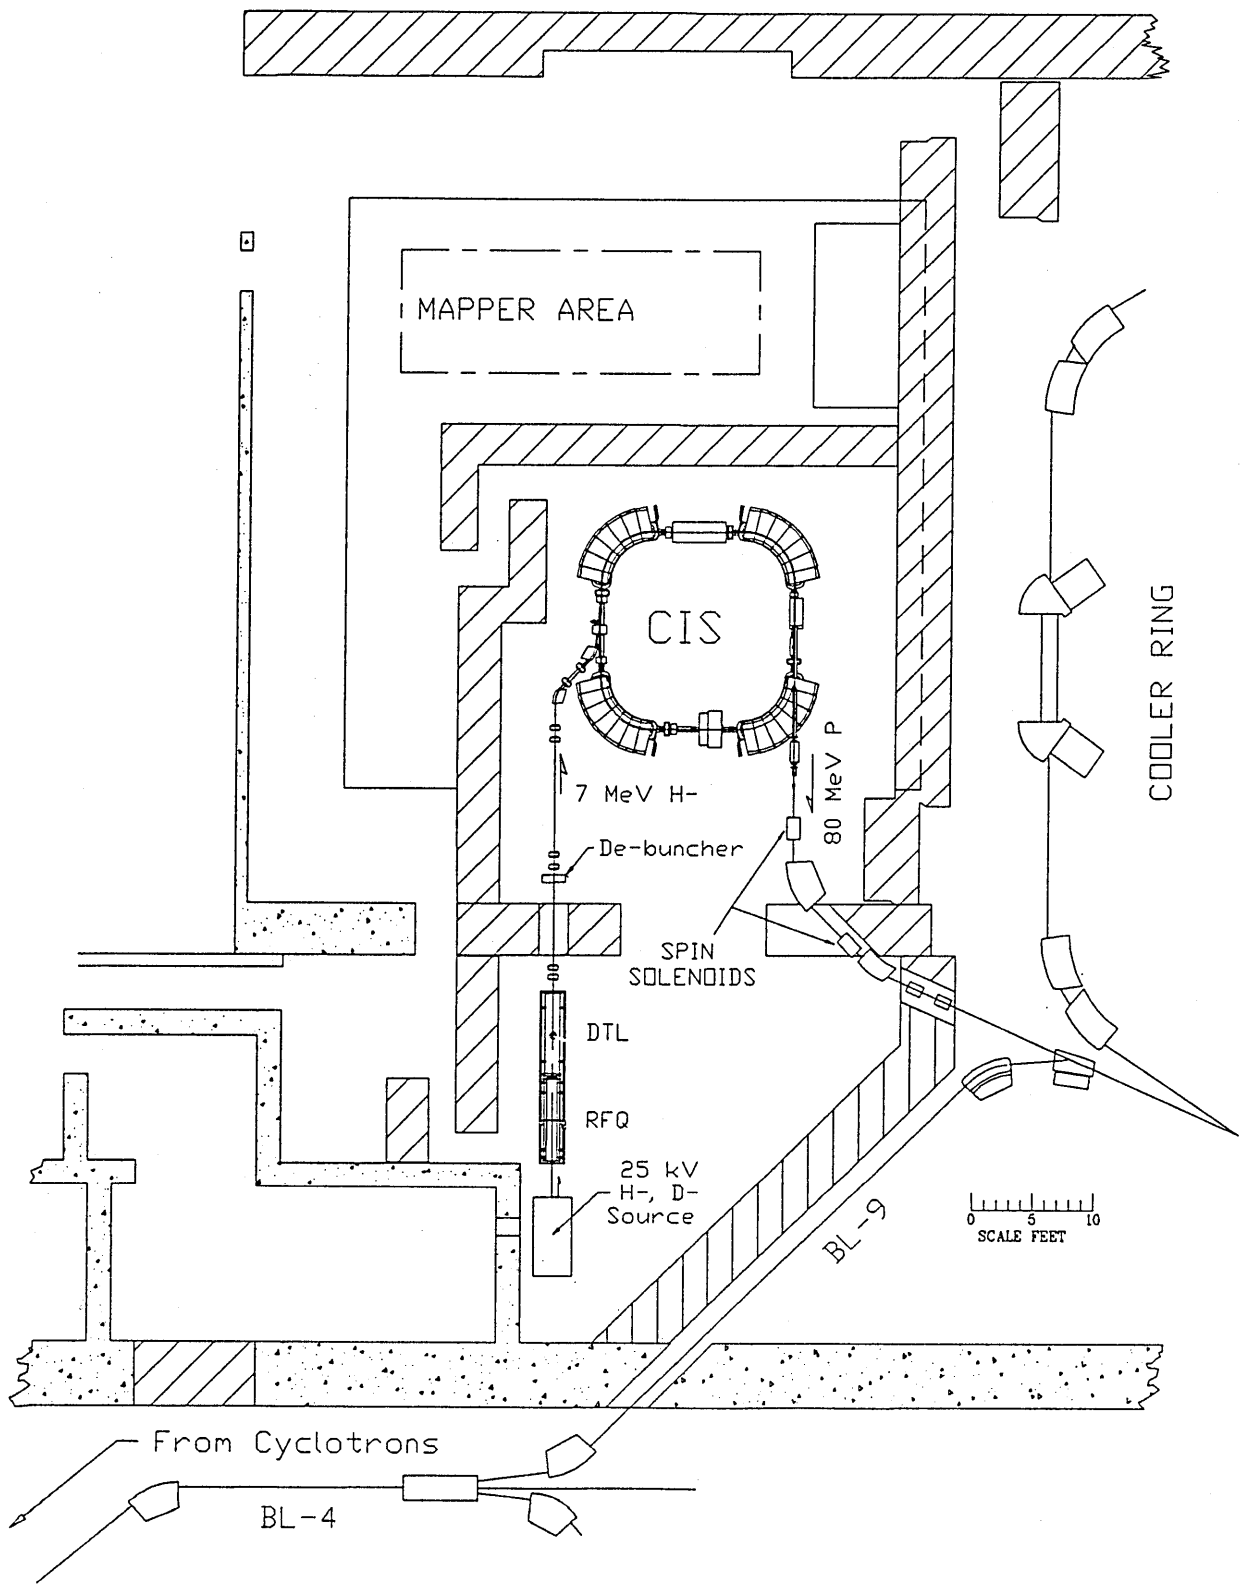 MAPPER AREA
CIS
COOLER RING
7 MeV H-
80 MeV P
De-buncher
SPIN
SOLENOIDS
DTL
RFQ
25 kV
H-, D-
Source
BL-9
0 5 10
SCALE FEET
From Cyclotrons
BL-4